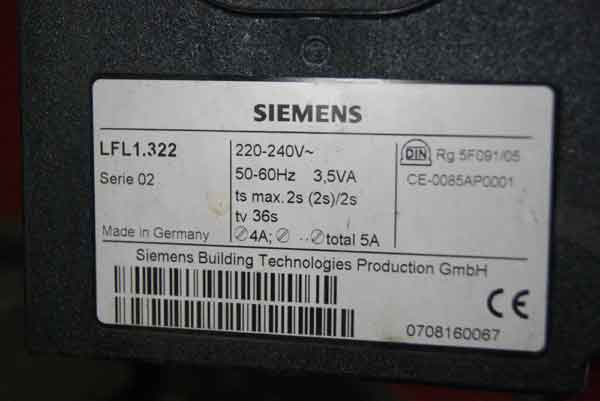 SIEMENS
LFL1.322
Serie 02
Made in Germany
220-240V~
50-60Hz 3,5VA
ts max. 2s (2s)/2s
tv 36s
⊘4A; ⊘ ··⊘total 5A
DIN Rg 5F091/05
CE-0085AP0001
Siemens Building Technologies Production GmbH
CE
0708160067